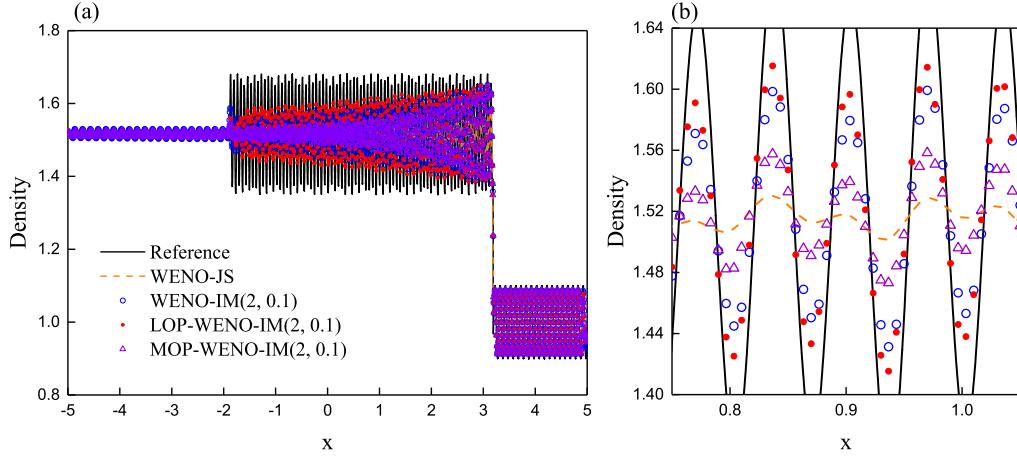 (a)
(b)
1.8
1.6
1.4
1.2
1.0
0.8
Density
-5 -4 -3 -2 -1 0 1 2 3 4 5
x
Reference
WENO-JS
WENO-IM(2, 0.1)
LOP-WENO-IM(2, 0.1)
MOP-WENO-IM(2, 0.1)
1.64
1.60
1.56
1.52
1.48
1.44
1.40
Density
0.8 0.9 1.0
x